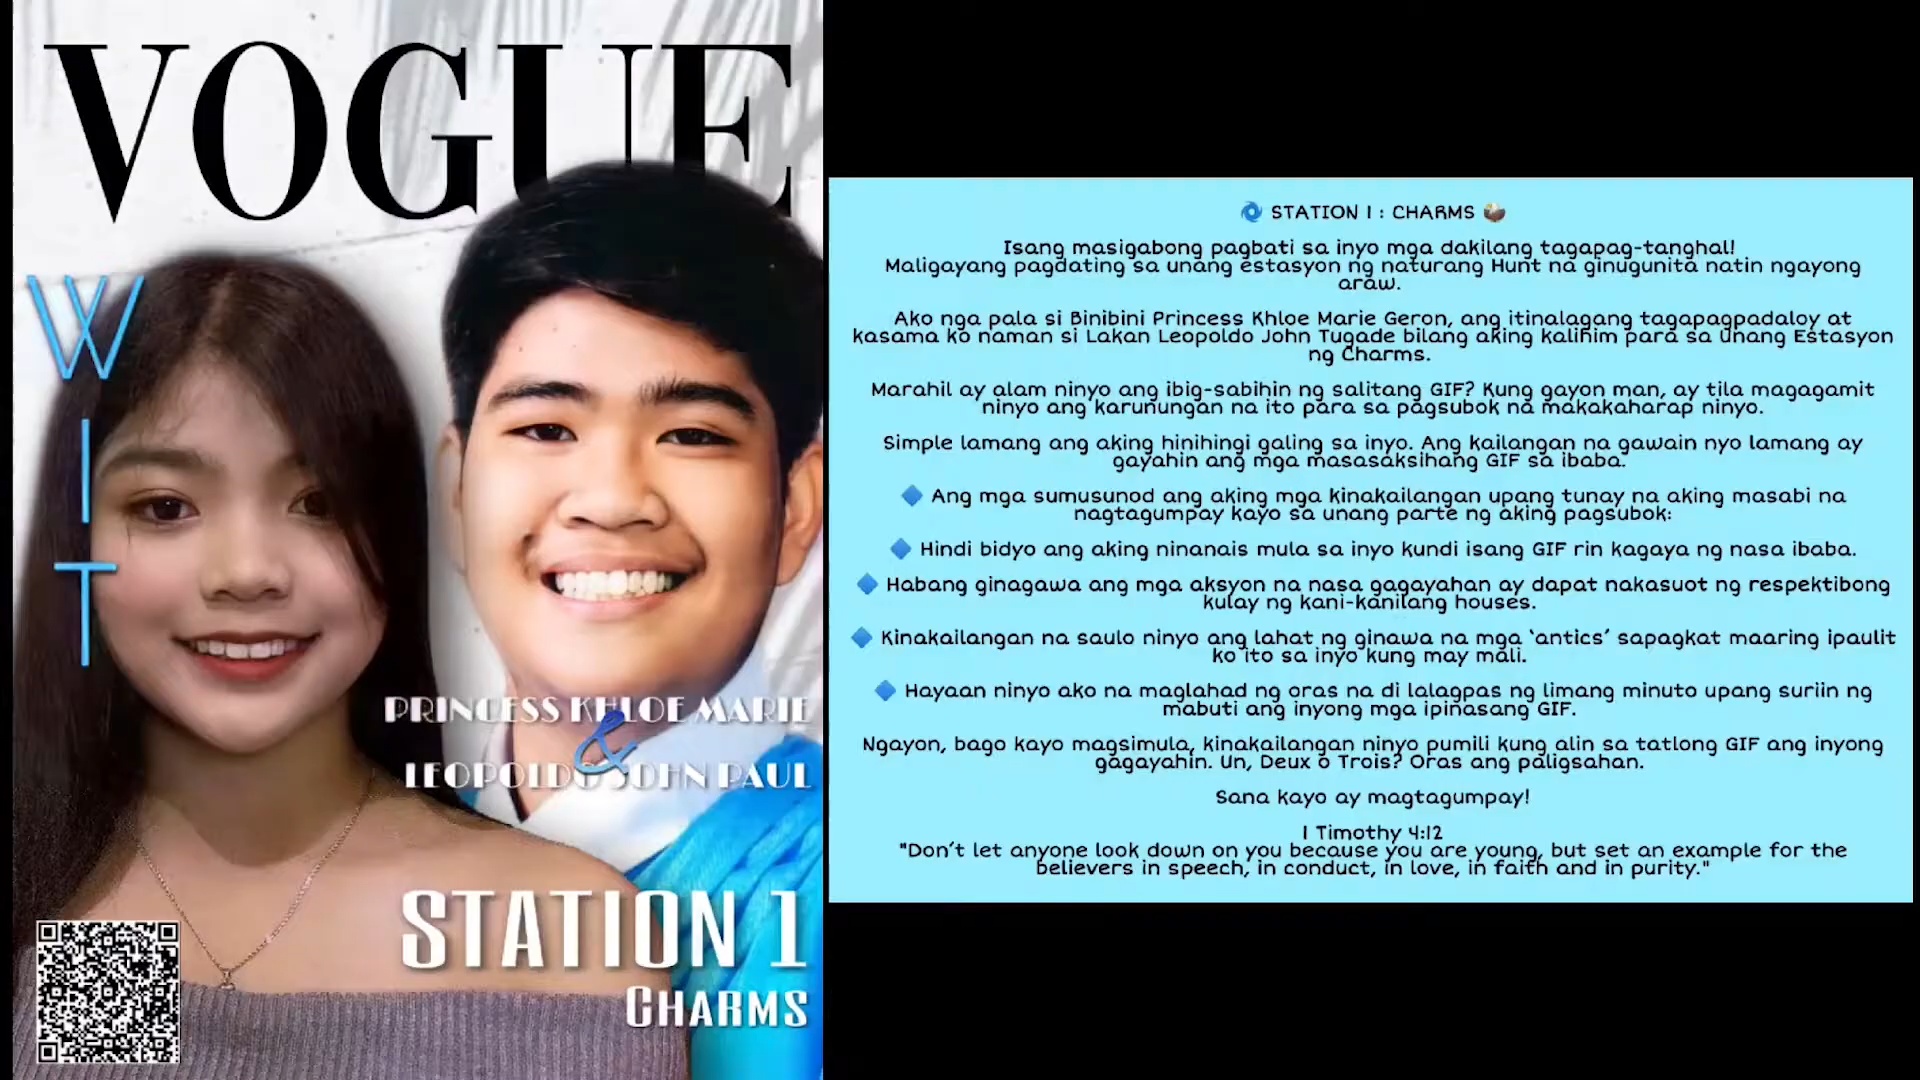 VOGUE
WIT
PRINCESS KHLOE MARIE
&
LEOPOLDO JOHN PAUL
STATION 1
CHARMS
STATION 1 : CHARMS
Isang masigabong pagbati sa inyo mga dakilang tagapag-tanghal!
Maligayang pagdating sa unang estasyon ng naturang Hunt na ginugunita natin ngayong
araw.
Ako nga pala si Binibini Princess Khloe Marie Geron, ang itinalagang tagapagpadaloy at
kasama ko naman si Lakan Leopoldo John Tugade bilang aking kalihim para sa unang Estasyon
ng Charms.
Marahil ay alam ninyo ang ibig-sabihin ng salitang GIF? Kung gayon man, ay tila magagamit
ninyo ang karunungan na ito para sa pagsubok na makakaharap ninyo.
Simple lamang ang aking hinihingi galing sa inyo. Ang kailangan na gawain nyo lamang ay
gayahin ang mga masasaksihang GIF sa ibaba.
Ang mga sumusunod ang aking mga kinakailangan upang tunay na aking masabi na
nagtagumpay kayo sa unang parte ng aking pagsubok:
Hindi bidyo ang aking ninanais mula sa inyo kundi isang GIF rin kagaya ng nasa ibaba.
Habang ginagawa ang mga aksyon na nasa gagayahan ay dapat nakasuot ng respektibong
kulay ng kani-kanilang houses.
Kinakailangan na saulo ninyo ang lahat ng ginawa na mga ‘antics’ sapagkat maaring ipaulit
ko ito sa inyo kung may mali.
Hayaan ninyo ako na maglahad ng oras na di lalagpas ng limang minuto upang suriin ng
mabuti ang inyong mga ipinasang GIF.
Ngayon, bago kayo magsimula, kinakailangan ninyo pumili kung alin sa tatlong GIF ang inyong
gagayahin. Un, Deux o Trois? Oras ang paligsahan.
Sana kayo ay magtagumpay!
1 Timothy 4:12
"Don’t let anyone look down on you because you are young, but set an example for the
believers in speech, in conduct, in love, in faith and in purity."